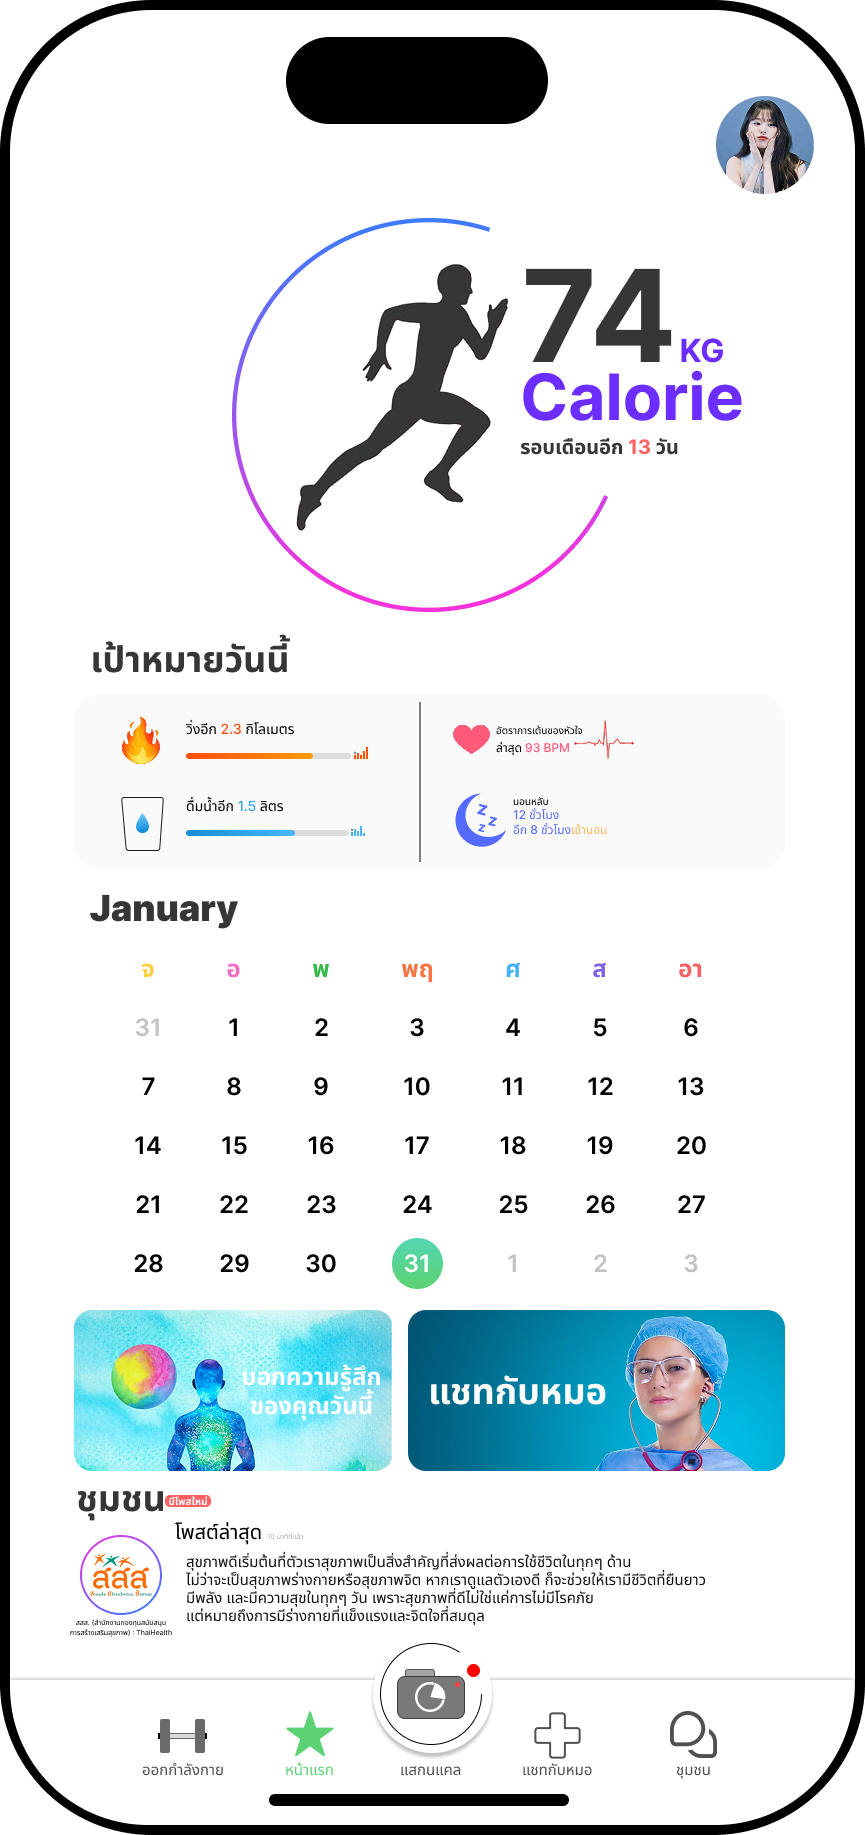 74 KG
Calorie
รอบเดือนอีก 13 วัน
เป้าหมายวันนี้
วิ่งอีก 2.3 กิโลเมตร
ดื่มน้ำอีก 1.5 ลิตร
อัตราการเต้นของหัวใจ
ล่าสุด 93 BPM
z z z
นอนหลับ
12 ชั่วโมง
อีก 8 ชั่วโมงเข้านอน
January
จ อ พ พฤ ศ ส อา
31 1 2 3 4 5 6
7 8 9 10 11 12 13
14 15 16 17 18 19 20
21 22 23 24 25 26 27
28 29 30 31 1 2 3
บอกความรู้สึก
ของคุณวันนี้
แชทกับหมอ
ชุมชน มีโพสใหม่
โพสต์ล่าสุด 10 นาทีที่แล้ว
สสส
สสส. (สำนักงานกองทุนสนับสนุน
การสร้างเสริมสุขภาพ) : ThaiHealth
สุขภาพดีเริ่มต้นที่ตัวเราสุขภาพเป็นสิ่งสำคัญที่ส่งผลต่อการใช้ชีวิตในทุกๆ ด้าน
ไม่ว่าจะเป็นสุขภาพร่างกายหรือสุขภาพจิต หากเราดูแลตัวเองดี ก็จะช่วยให้เรามีชีวิตที่ยืนยาว
มีพลัง และมีความสุขในทุกๆ วัน เพราะสุขภาพที่ดีไม่ใช่แค่การไม่มีโรคภัย
แต่หมายถึงการมีร่างกายที่แข็งแรงและจิตใจที่สมดุล
ออกกำลังกาย หน้าแรก แสกนแคล แชทกับหมอ ชุมชน